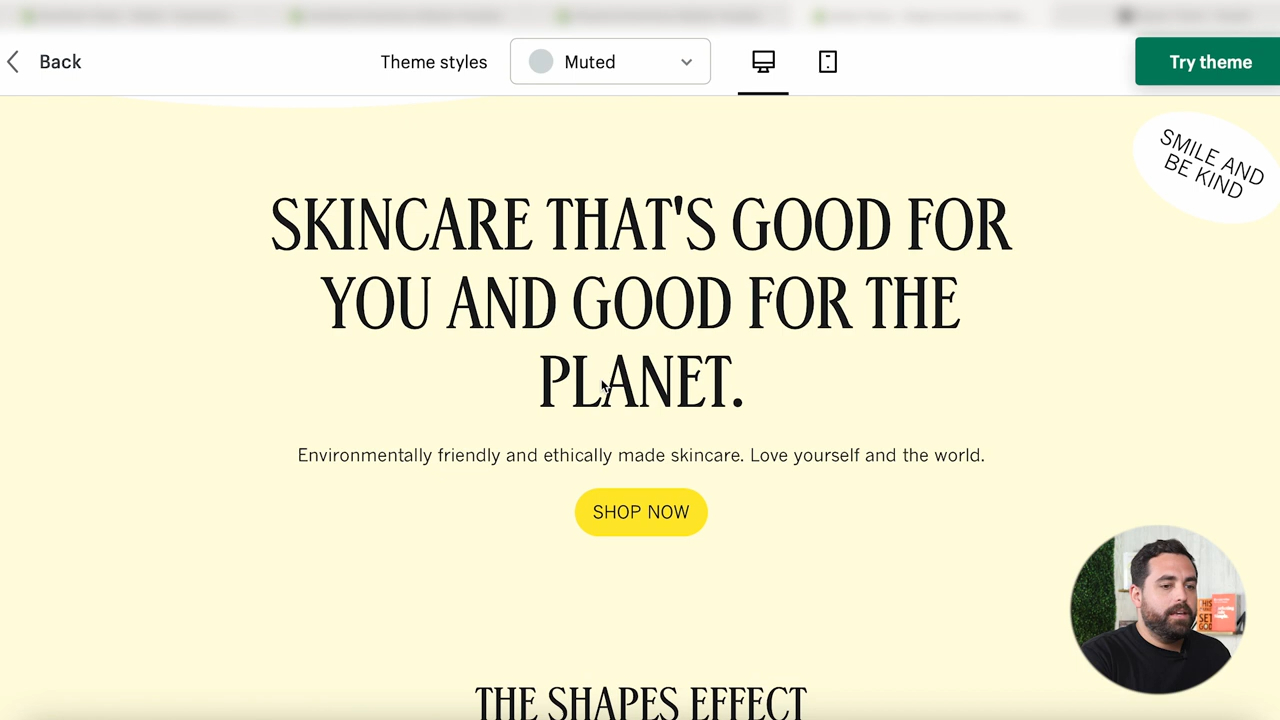 Back
Theme styles
Muted
Try theme
SMILE AND
BE KIND
SKINCARE THAT'S GOOD FOR
YOU AND GOOD FOR THE
PLANET.
Environmentally friendly and ethically made skincare. Love yourself and the world.
SHOP NOW
THE SHAPES EFFECT